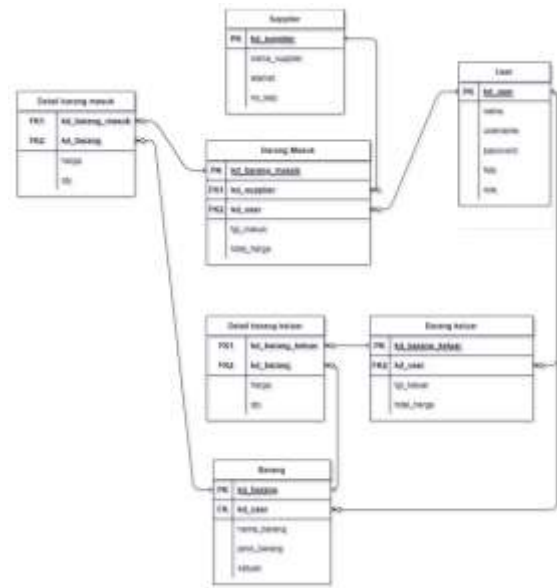 Supplier
PK kd_supplier
nama_supplier
alamat
no_telp
User
PK kd_user
nama
username
password
telp
role
Detail barang masuk
FK1 kd_barang_masuk
FK2 kd_barang
harga
qty
Barang Masuk
PK kd_barang_masuk
FK1 kd_supplier
FK2 kd_user
tgl_masuk
total_harga
Detail barang keluar
FK1 kd_barang_keluar
FK2 kd_barang
harga
qty
Barang keluar
PK kd_barang_keluar
FK2 kd_user
tgl_keluar
total_harga
Barang
PK kd_barang
FK kd_user
nama_barang
jenis_barang
satuan